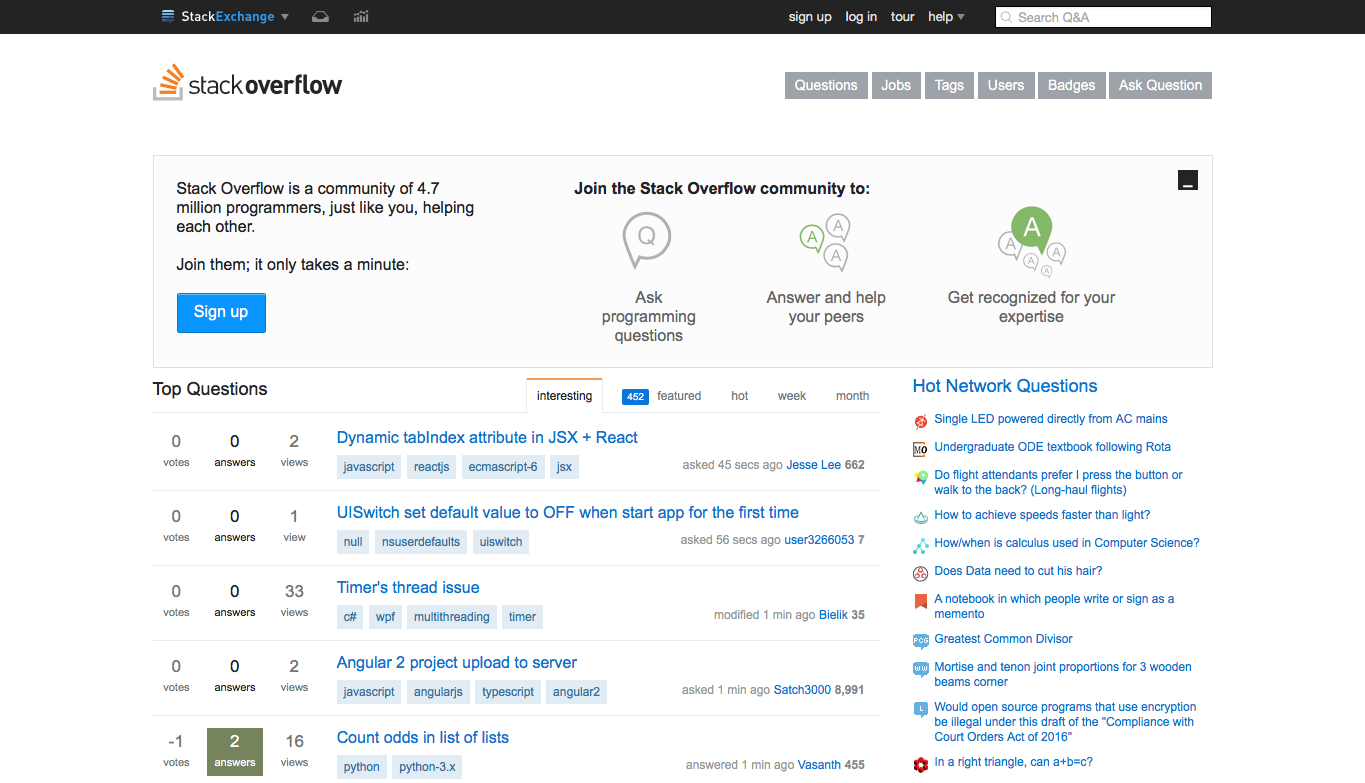 StackExchange
sign up log in tour help
Search Q&A
stackoverflow
Questions Jobs Tags Users Badges Ask Question
Stack Overflow is a community of 4.7
million programmers, just like you, helping
each other.
Join them; it only takes a minute:
Sign up
Join the Stack Overflow community to:
Q
A
A
A
A
A
A
A
A
Ask
programming
questions
Answer and help
your peers
Get recognized for your
expertise
Top Questions
interesting 452 featured hot week month
0 votes
0 answers
2 views
Dynamic tabIndex attribute in JSX + React
javascript reactjs ecmascript-6 jsx
asked 45 secs ago Jesse Lee 662
0 votes
0 answers
1 view
UISwitch set default value to OFF when start app for the first time
null nsuserdefaults uiswitch
asked 56 secs ago user3266053 7
0 votes
0 answers
33 views
Timer's thread issue
c# wpf multithreading timer
modified 1 min ago Bielik 35
0 votes
0 answers
2 views
Angular 2 project upload to server
javascript angularjs typescript angular2
asked 1 min ago Satch3000 8,991
-1 votes
2 answers
16 views
Count odds in list of lists
python python-3.x
answered 1 min ago Vasanth 455
Hot Network Questions
Single LED powered directly from AC mains
MO
Undergraduate ODE textbook following Rota
Do flight attendants prefer I press the button or
walk to the back? (Long-haul flights)
How to achieve speeds faster than light?
How/when is calculus used in Computer Science?
Does Data need to cut his hair?
A notebook in which people write or sign as a
memento
PCG
Greatest Common Divisor
WW
Mortise and tenon joint proportions for 3 wooden
beams corner
L
Would open source programs that use encryption
be illegal under this draft of the "Compliance with
Court Orders Act of 2016"
In a right triangle, can a+b=c?